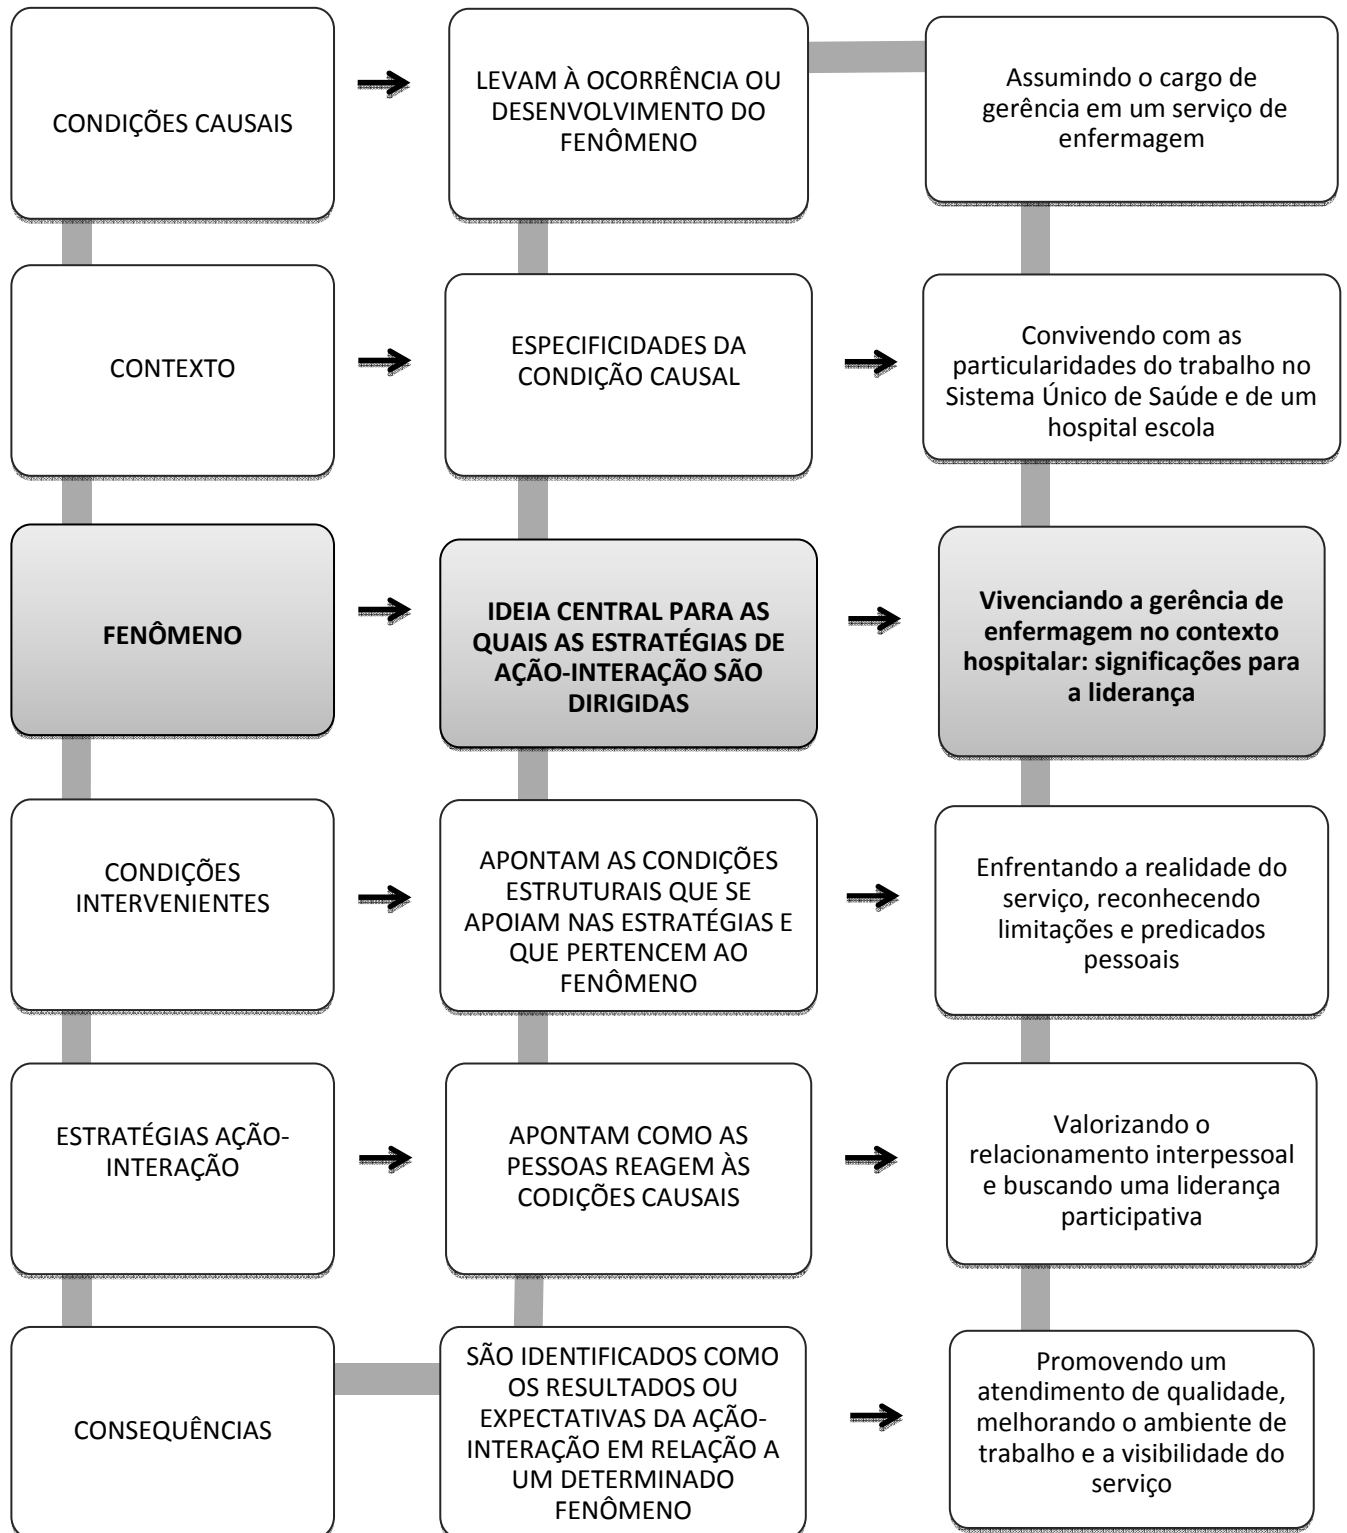 CONDIÇÕES CAUSAIS
LEVAM À OCORRÊNCIA OU
DESENVOLVIMENTO DO
FENÔMENO
Assumindo o cargo de
gerência em um serviço de
enfermagem
CONTEXTO
ESPECIFICIDADES DA
CONDIÇÃO CAUSAL
Convivendo com as
particularidades do trabalho no
Sistema Único de Saúde e de um
hospital escola
FENÔMENO
IDEIA CENTRAL PARA AS
QUAIS AS ESTRATÉGIAS DE
AÇÃO-INTERAÇÃO SÃO
DIRIGIDAS
Vivenciando a gerência de
enfermagem no contexto
hospitalar: significações para
a liderança
CONDIÇÕES
INTERVENIENTES
APONTAM AS CONDIÇÕES
ESTRUTURAIS QUE SE
APOIAM NAS ESTRATÉGIAS E
QUE PERTENCEM AO
FENÔMENO
Enfrentando a realidade do
serviço, reconhecendo
limitações e predicados
pessoais
ESTRATÉGIAS AÇÃO-
INTERAÇÃO
APONTAM COMO AS
PESSOAS REAGEM ÀS
CODIÇÕES CAUSAIS
Valorizando o
relacionamento interpessoal
e buscando uma liderança
participativa
CONSEQUÊNCIAS
SÃO IDENTIFICADOS COMO
OS RESULTADOS OU
EXPECTATIVAS DA AÇÃO-
INTERAÇÃO EM RELAÇÃO A
UM DETERMINADO
FENÔMENO
Promovendo um
atendimento de qualidade,
melhorando o ambiente de
trabalho e a visibilidade do
serviço